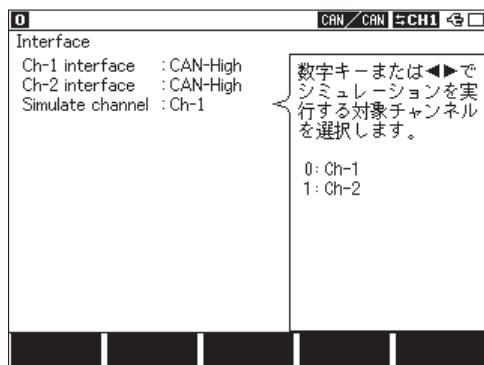 0
CAN/CAN ⇆CH1
Interface
Ch-1 interface :CAN-High
Ch-2 interface :CAN-High
Simulate channel :Ch-1
数字キーまたは◀▶で
シミュレーションを実
行する対象チャンネル
を選択します。
0: Ch-1
1: Ch-2